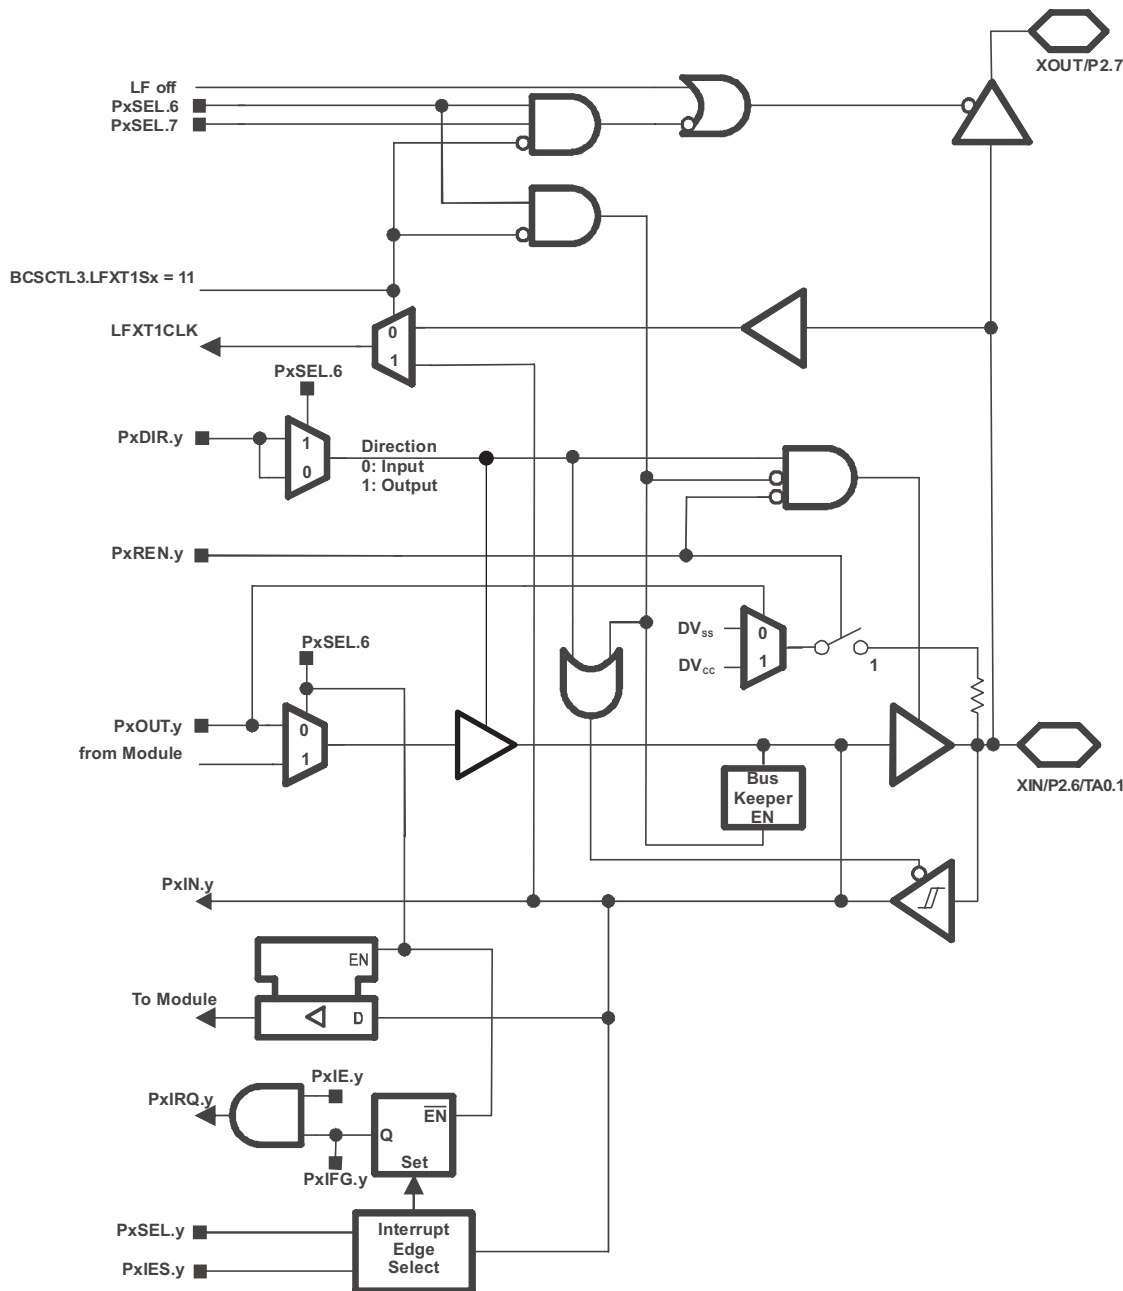 XOUT/P2.7
LF off
PxSEL.6
PxSEL.7
BCSCTL3.LFXT1Sx = 11
LFXT1CLK
0
1
PxSEL.6
PxDIR.y
1
0
Direction
0: Input
1: Output
PxREN.y
DVss
0
DVcc
1
1
PxSEL.6
PxOUT.y
0
from Module
1
Bus
Keeper
EN
XIN/P2.6/TA0.1
PxIN.y
EN
To Module
D
PxIE.y
PxIRQ.y
EN
Q
Set
PxIFG.y
PxSEL.y
PxIES.y
Interrupt
Edge
Select